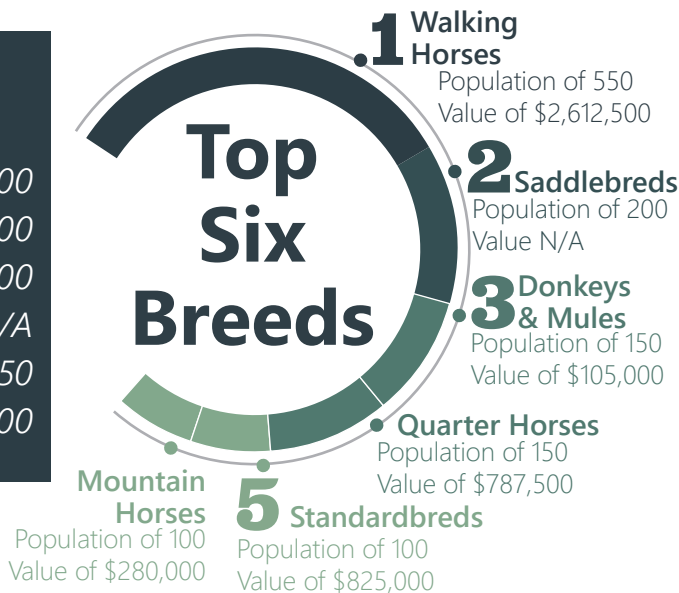 00
00
00
/A
50
00
Top
Six
Breeds
1 Walking
Horses
Population of 550
Value of $2,612,500
2 Saddlebreds
Population of 200
Value N/A
3 Donkeys
& Mules
Population of 150
Value of $105,000
Quarter Horses
Population of 150
Value of $787,500
5 Standardbreds
Population of 100
Value of $825,000
Mountain
Horses
Population of 100
Value of $280,000